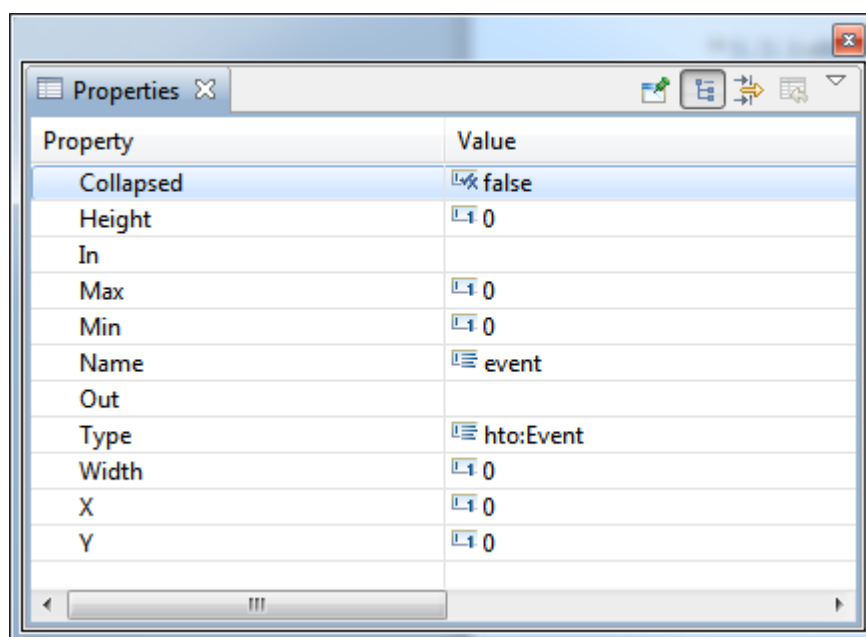 Properties
Property Value
Collapsed false
Height 0
In
Max 0
Min 0
Name event
Out
Type hto:Event
Width 0
X 0
Y 0